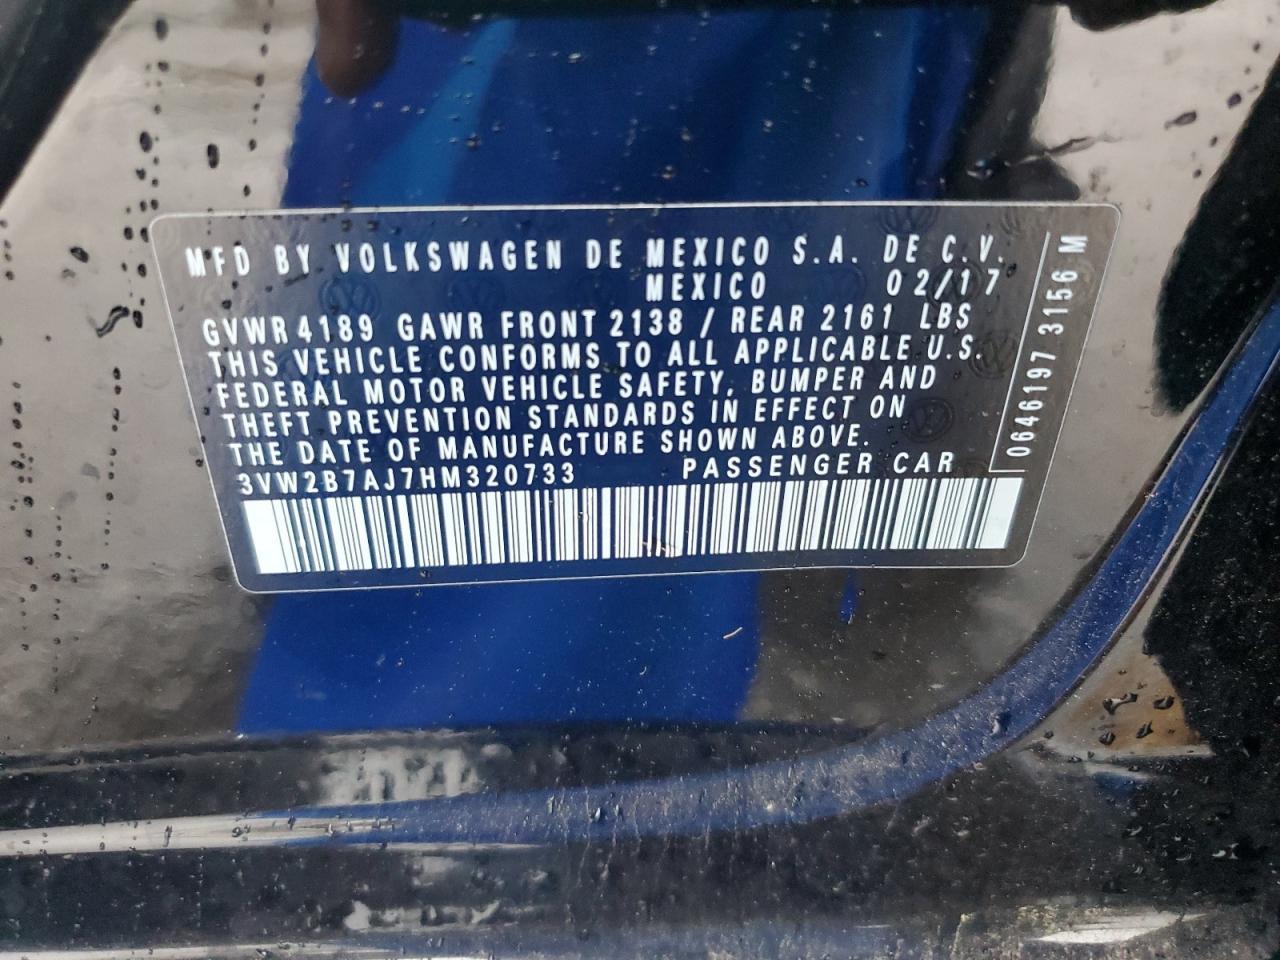 MFD BY VOLKSWAGEN DE MEXICO S.A. DE C.V.
MEXICO 02/17
GVWR 4189 GAWR FRONT 2138 / REAR 2161 LBS
THIS VEHICLE CONFORMS TO ALL APPLICABLE U.S.
FEDERAL MOTOR VEHICLE SAFETY, BUMPER AND
THEFT PREVENTION STANDARDS IN EFFECT ON
THE DATE OF MANUFACTURE SHOWN ABOVE.
3VW2B7AJ7HM320733 PASSENGER CAR
0646197 3156 M